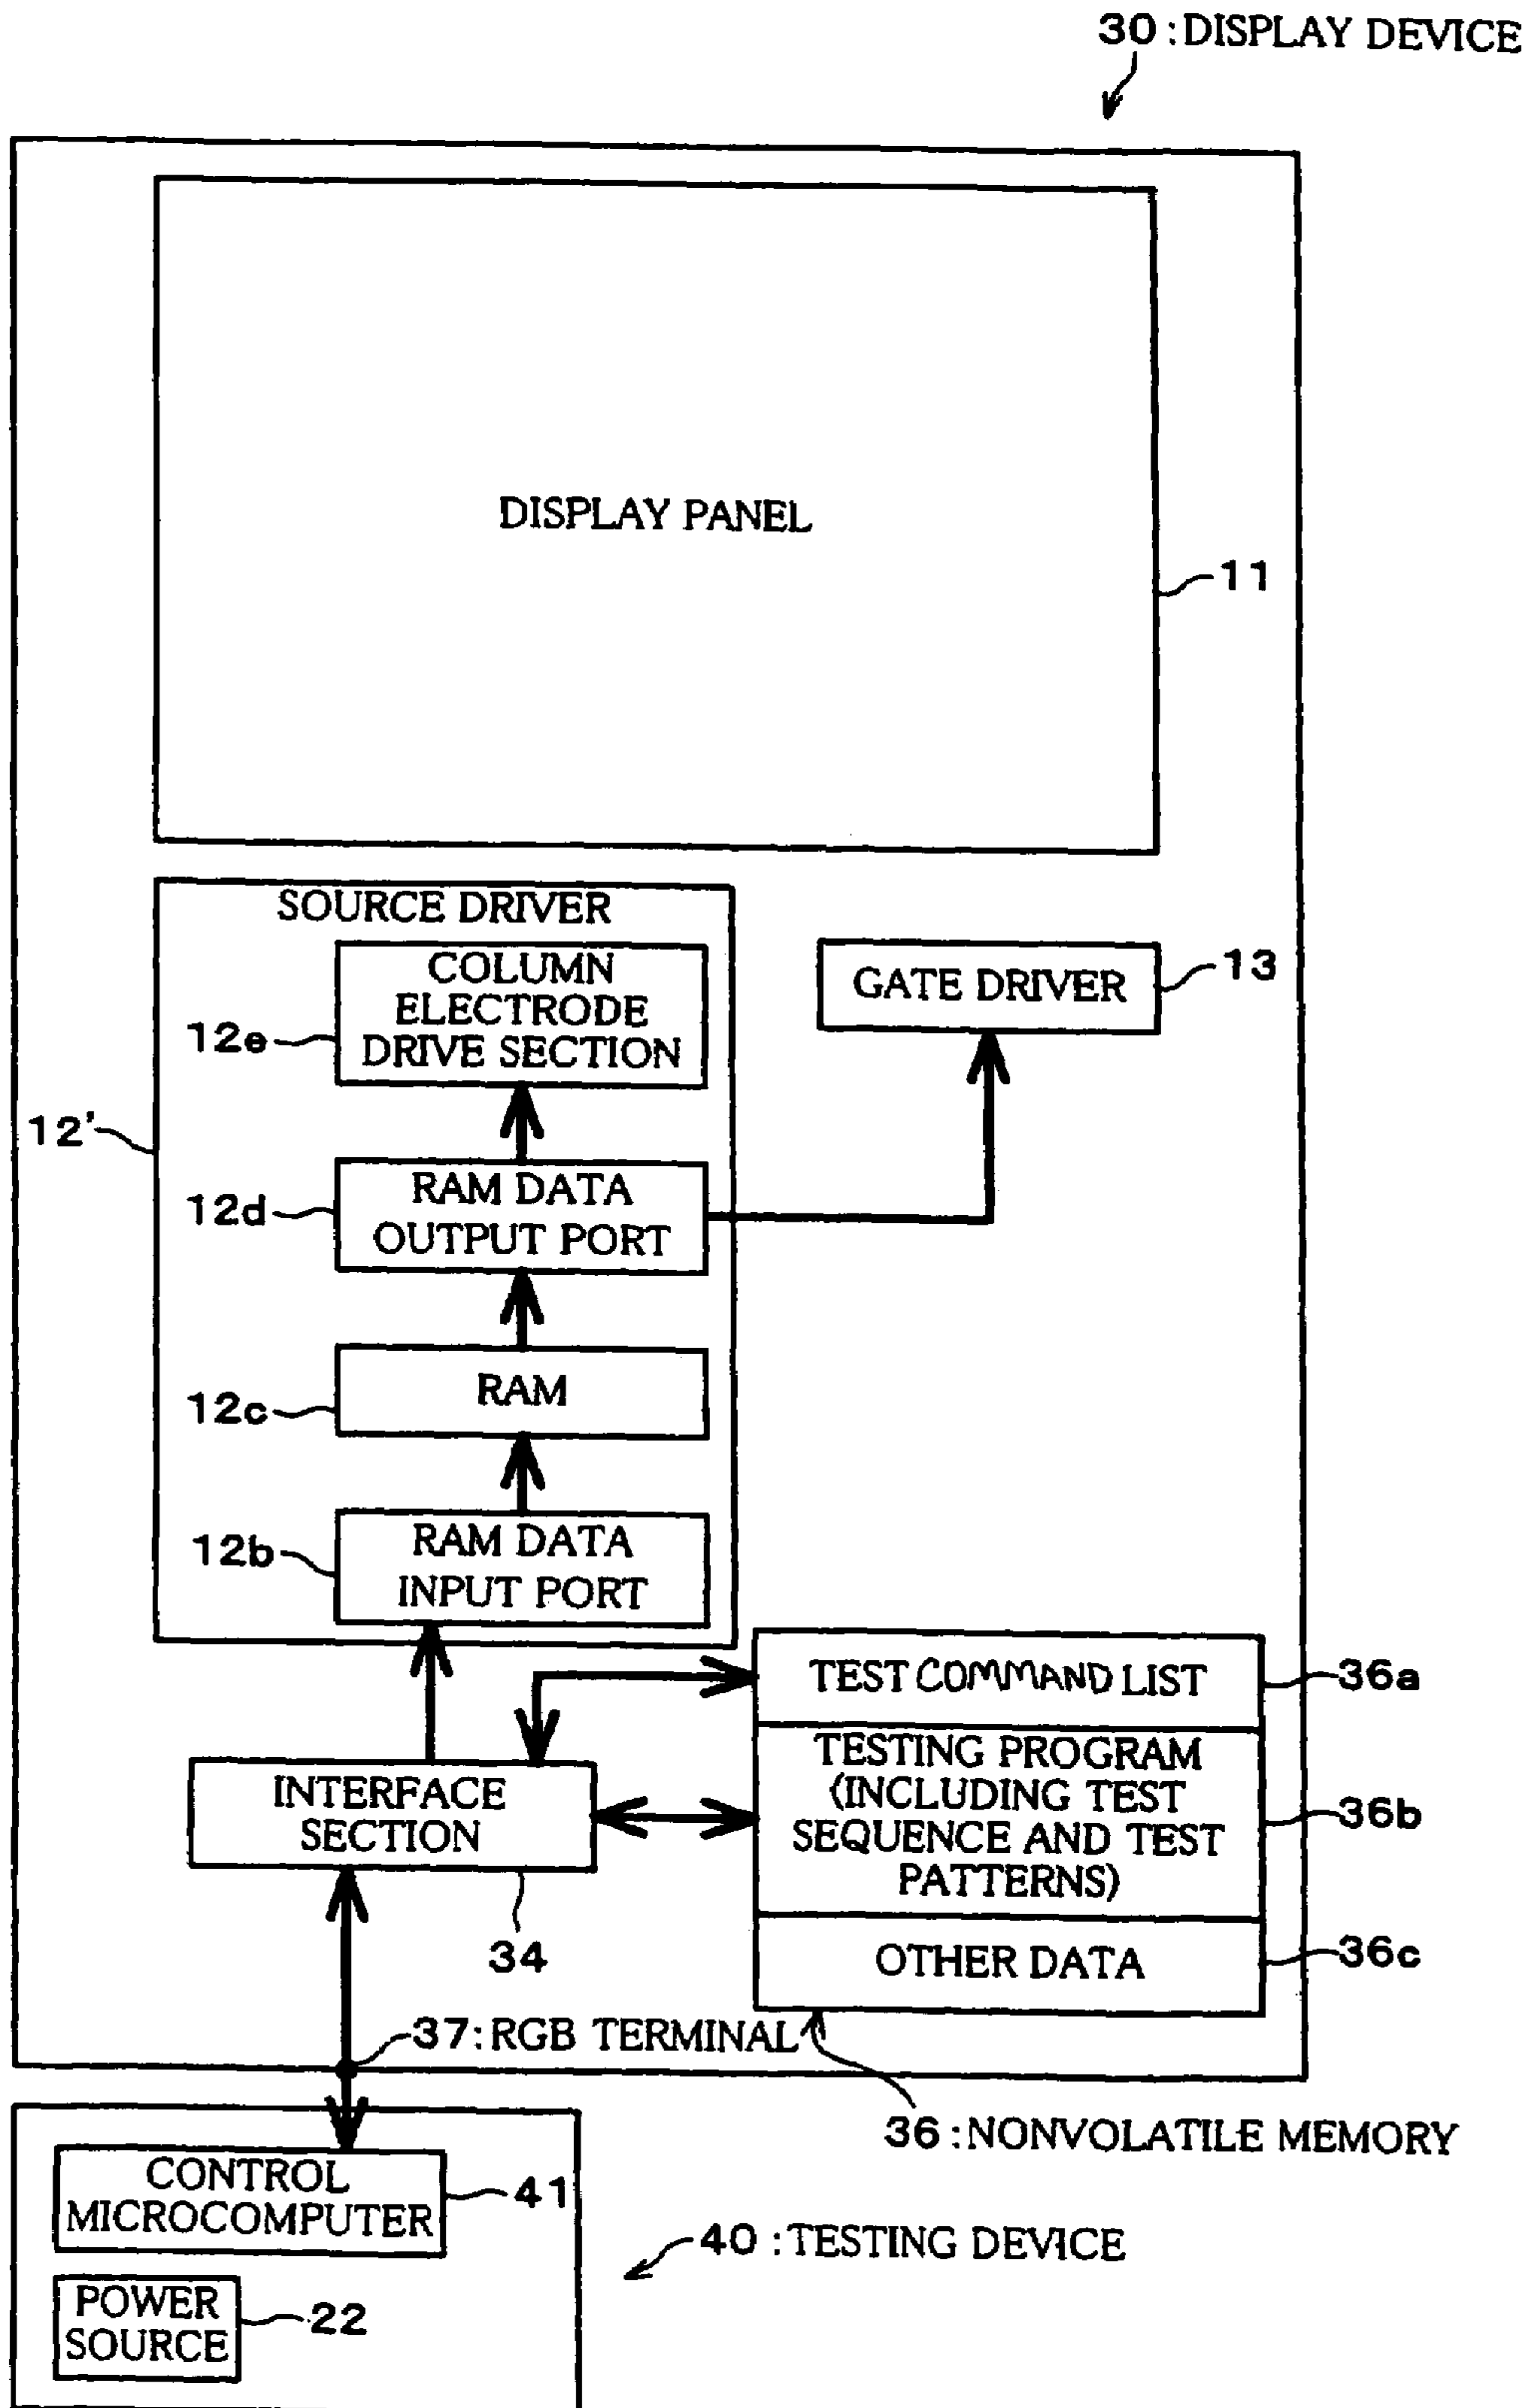 30 : DISPLAY DEVICE
DISPLAY PANEL
11
SOURCE DRIVER
COLUMN
ELECTRODE
DRIVE SECTION
12e
GATE DRIVER
13
12'
RAM DATA
OUTPUT PORT
12d
RAM
12c
RAM DATA
INPUT PORT
12b
TEST COMMAND LIST
36a
TESTING PROGRAM
(INCLUDING TEST
SEQUENCE AND TEST
PATTERNS)
36b
INTERFACE
SECTION
34
OTHER DATA
36c
37 : RGB TERMINAL
36 : NONVOLATILE MEMORY
CONTROL
MICROCOMPUTER
41
40 : TESTING DEVICE
POWER
SOURCE
22